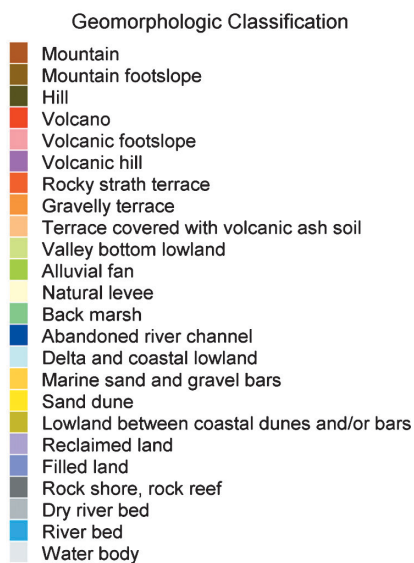 Geomorphologic Classification
Mountain
Mountain footslope
Hill
Volcano
Volcanic footslope
Volcanic hill
Rocky strath terrace
Gravelly terrace
Terrace covered with volcanic ash soil
Valley bottom lowland
Alluvial fan
Natural levee
Back marsh
Abandoned river channel
Delta and coastal lowland
Marine sand and gravel bars
Sand dune
Lowland between coastal dunes and/or bars
Reclaimed land
Filled land
Rock shore, rock reef
Dry river bed
River bed
Water body